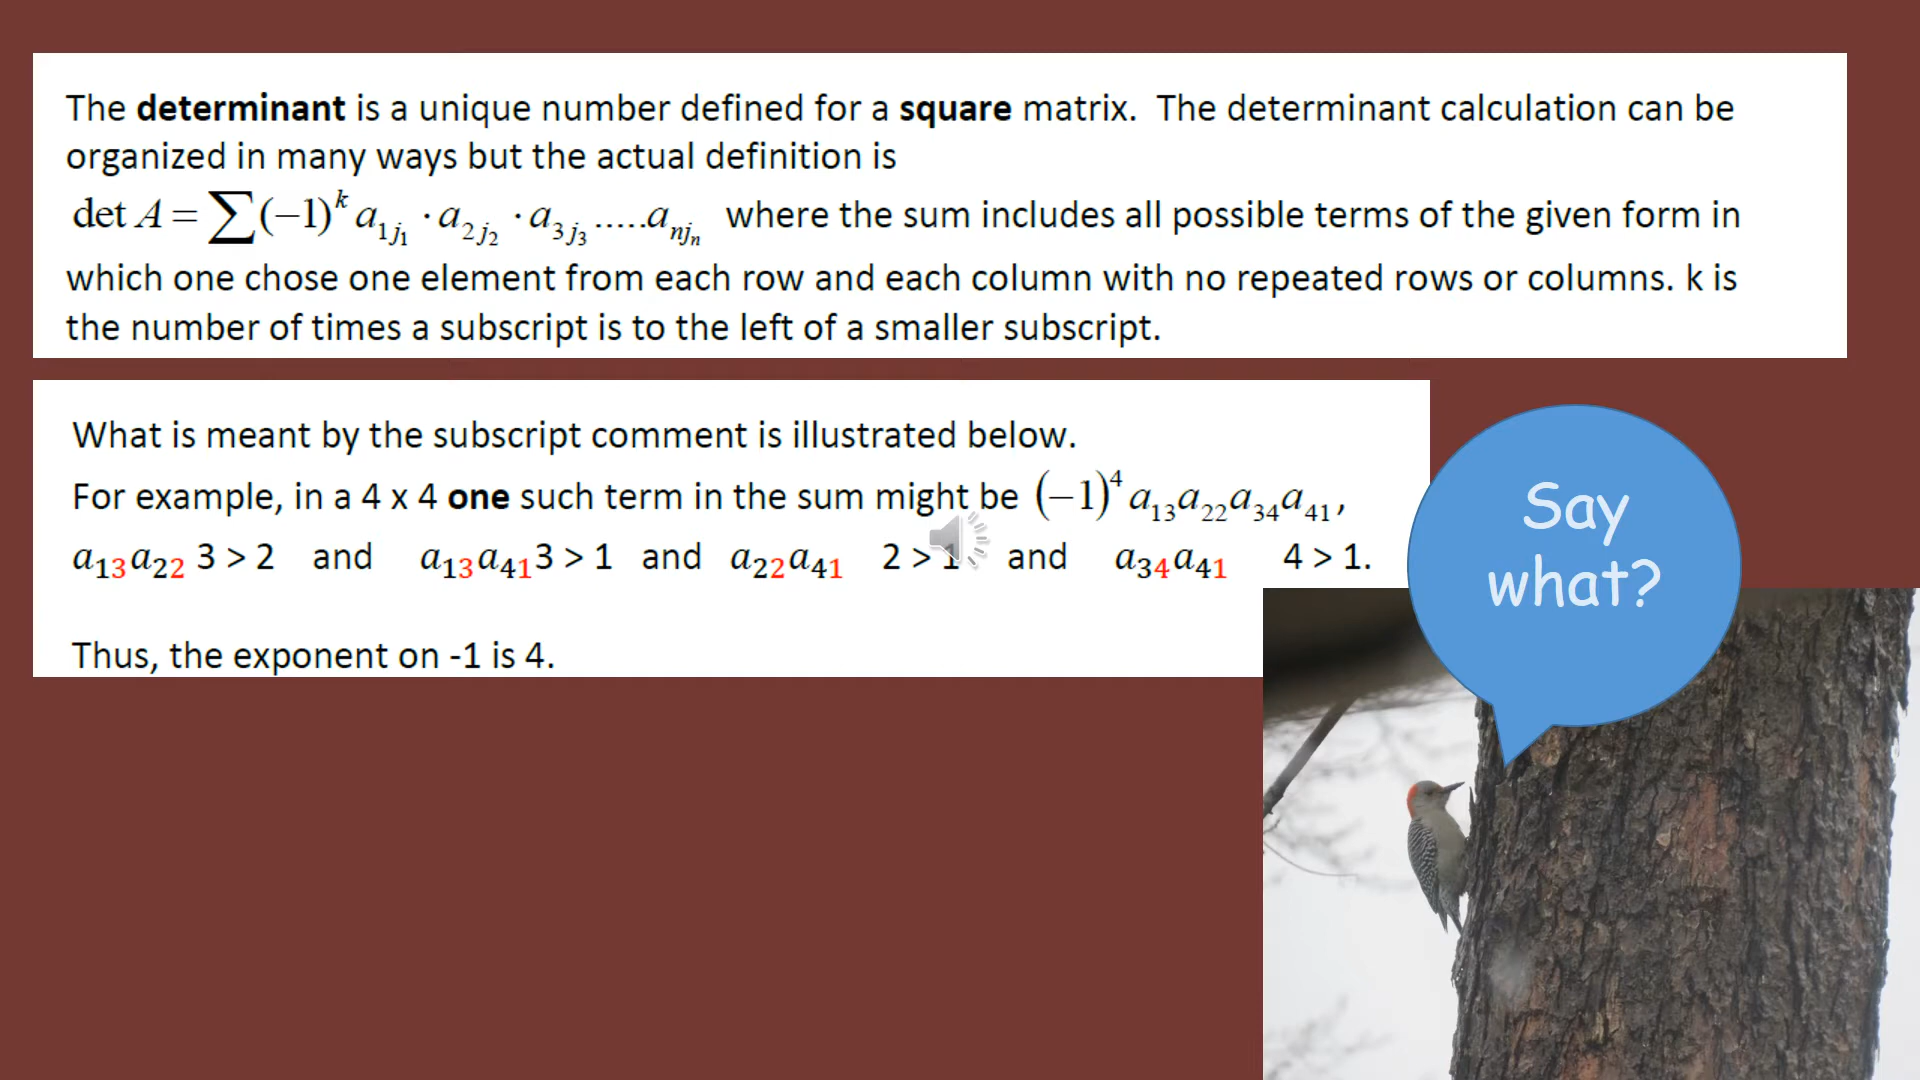 The determinant is a unique number defined for a square matrix. The determinant calculation can be
organized in many ways but the actual definition is
det A = ∑(−1)^k a_{1j_1} · a_{2j_2} · a_{3j_3} ..... a_{nj_n} where the sum includes all possible terms of the given form in
which one chose one element from each row and each column with no repeated rows or columns. k is
the number of times a subscript is to the left of a smaller subscript.
What is meant by the subscript comment is illustrated below.
For example, in a 4 x 4 one such term in the sum might be (−1)^4 a_{13}a_{22}a_{34}a_{41},
a_{13}a_{22} 3 > 2 and a_{13}a_{41} 3 > 1 and a_{22}a_{41} 2 > 1 and a_{34}a_{41} 4 > 1.
Thus, the exponent on -1 is 4.
Say
what?